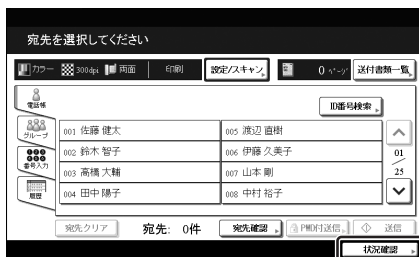 宛先を選択してください
カラー 300dpi 両面 印刷 設定/スキャン 0 ページ 送付書類一覧
電話帳 ID番号検索
グループ 001 佐藤 健太 005 渡辺 直樹
番号入力 002 鈴木 智子 006 伊藤 久美子 01
003 高橋 大輔 007 山本 剛 25
履歴 004 田中 陽子 008 中村 裕子
宛先クリア 宛先: 0件 宛先確認 PWD付送信 送信
状況確認